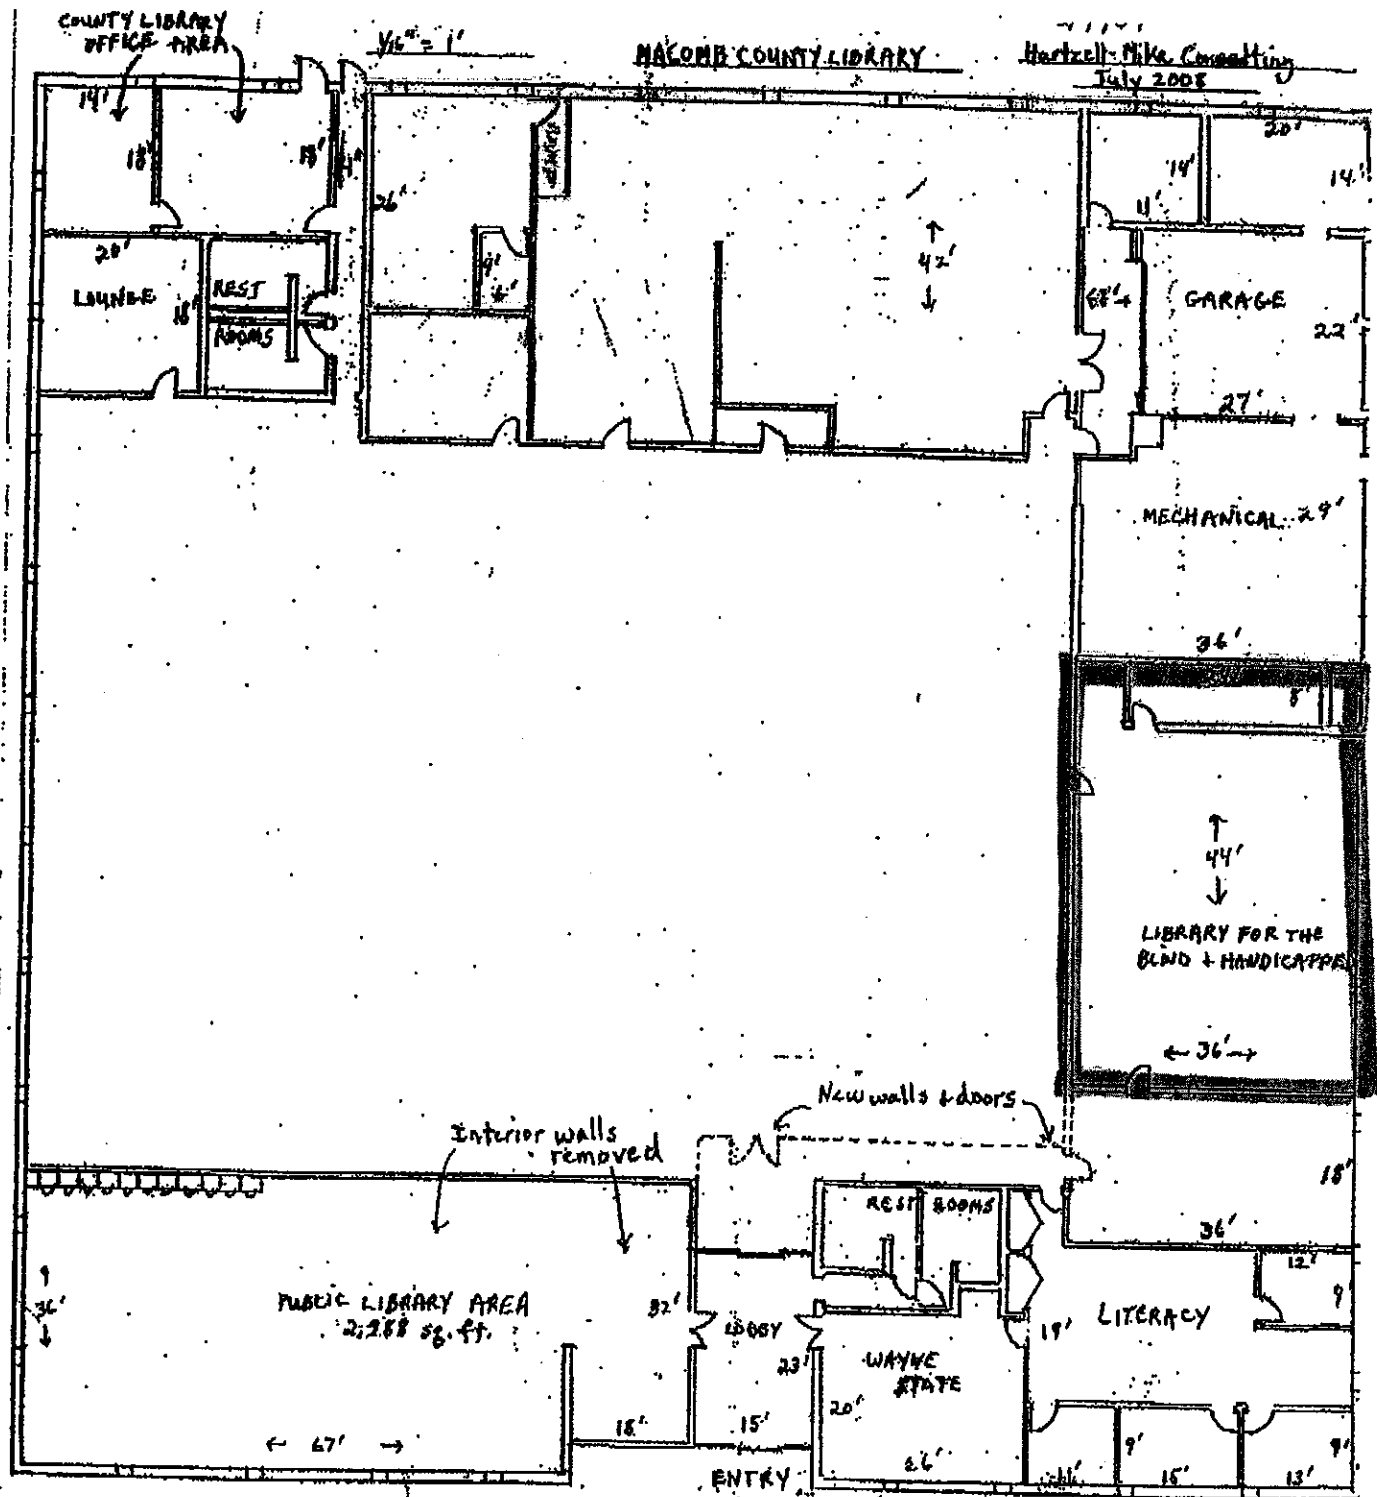 COUNTY LIBRARY
OFFICE AREA
1/16" = 1'
MACOMB COUNTY LIBRARY
Hartzell-Mika Consulting
July 2008
14'
18'
18'
26'
20'
14'
14'
11'
20'
LOUNGE
18'
REST
ROOMS
9'
6'
42'
GARAGE
22'
27'
MECHANICAL
29'
36'
8'
44'
LIBRARY FOR THE
BLIND & HANDICAPPED
← 36' →
New walls & doors
Interior walls
removed
18'
36'
REST ROOMS
12'
9'
36'
PUBLIC LIBRARY AREA
32'
LOBBY
19'
LITERACY
23'
WAYNE
STATE
20'
← 67' →
15'
26'
9'
15'
13'
ENTRY